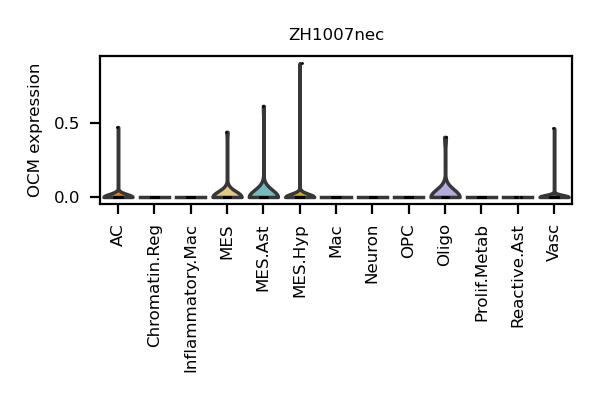 ZH1007nec
OCM expression
0.5
0.0
AC
Chromatin.Reg
Inflammatory.Mac
MES
MES.Ast
MES.Hyp
Mac
Neuron
OPC
Oligo
Prolif.Metab
Reactive.Ast
Vasc